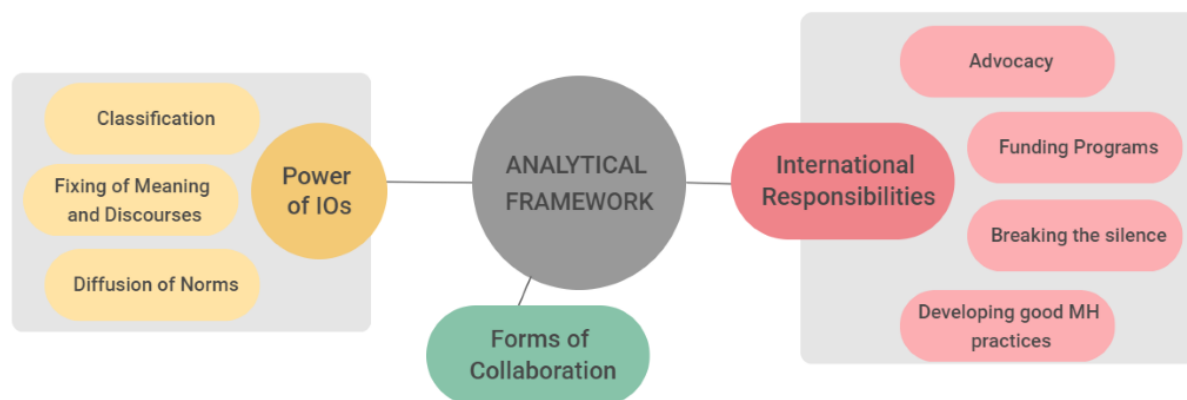 Classification
Fixing of Meaning
and Discourses
Diffusion of Norms
Power
of IOs
ANALYTICAL
FRAMEWORK
Forms of
Collaboration
International
Responsibilities
Advocacy
Funding Programs
Breaking the silence
Developing good MH
practices